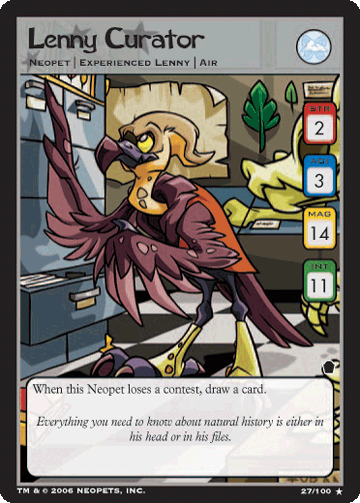 Lenny Curator
NEOPET | EXPERIENCED LENNY | AIR
STR
2
AGI
3
MAG
14
INT
11
When this Neopet loses a contest, draw a card.
Everything you need to know about natural history is either in
his head or in his files.
TM & © 2006 NEOPETS, INC.
27/100 ★